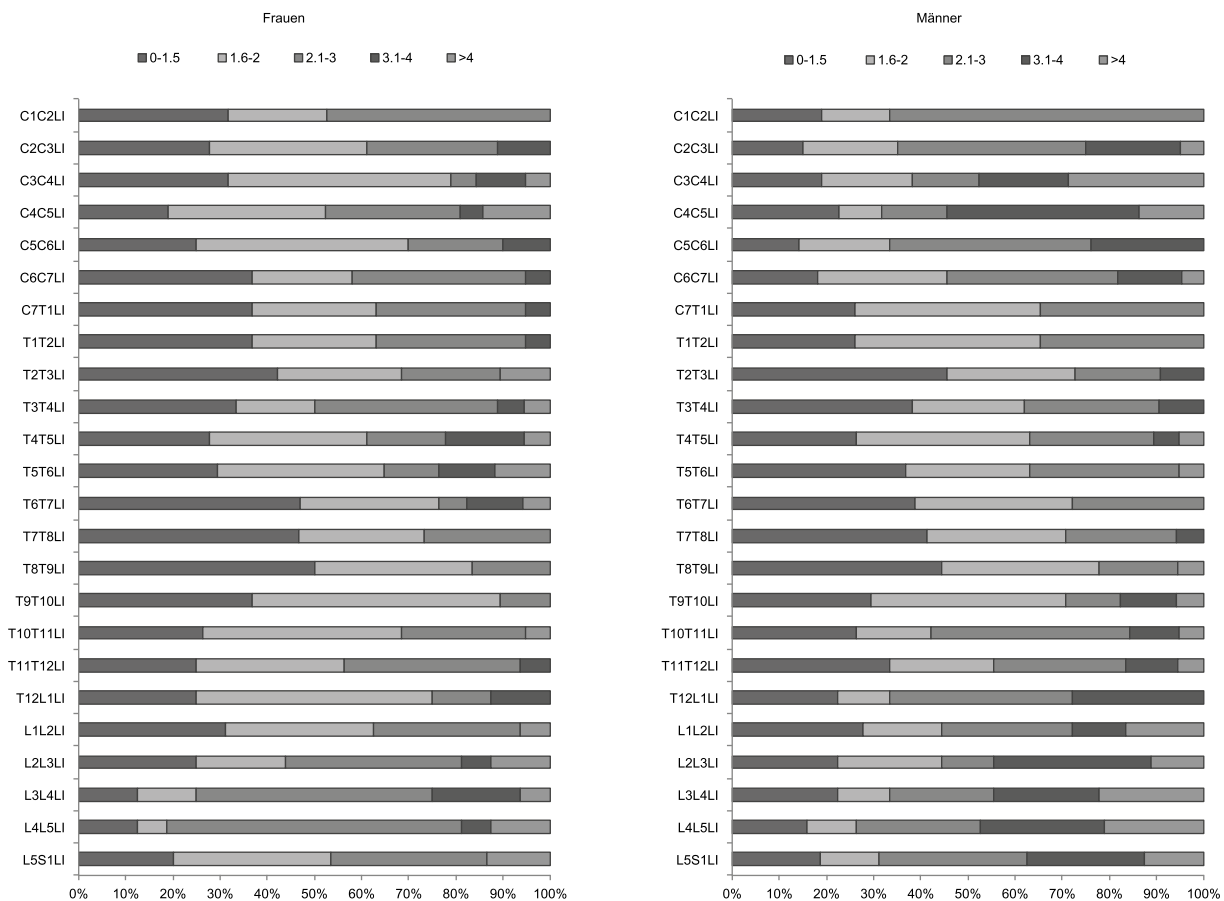 Frauen
0-1.5 1.6-2 2.1-3 3.1-4 >4
C1C2LI
C2C3LI
C3C4LI
C4C5LI
C5C6LI
C6C7LI
C7T1LI
T1T2LI
T2T3LI
T3T4LI
T4T5LI
T5T6LI
T6T7LI
T7T8LI
T8T9LI
T9T10LI
T10T11LI
T11T12LI
T12L1LI
L1L2LI
L2L3LI
L3L4LI
L4L5LI
L5S1LI
0% 10% 20% 30% 40% 50% 60% 70% 80% 90% 100%
Männer
0-1.5 1.6-2 2.1-3 3.1-4 >4
C1C2LI
C2C3LI
C3C4LI
C4C5LI
C5C6LI
C6C7LI
C7T1LI
T1T2LI
T2T3LI
T3T4LI
T4T5LI
T5T6LI
T6T7LI
T7T8LI
T8T9LI
T9T10LI
T10T11LI
T11T12LI
T12L1LI
L1L2LI
L2L3LI
L3L4LI
L4L5LI
L5S1LI
0% 10% 20% 30% 40% 50% 60% 70% 80% 90% 100%